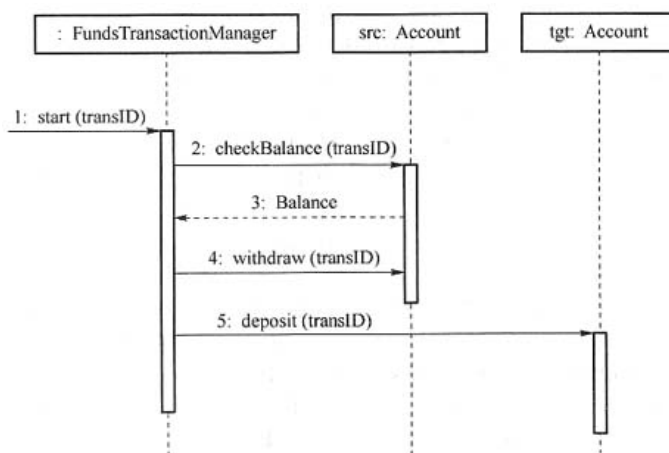 : FundsTransactionManager
src: Account
tgt: Account
1: start (transID)
2: checkBalance (transID)
3: Balance
4: withdraw (transID)
5: deposit (transID)